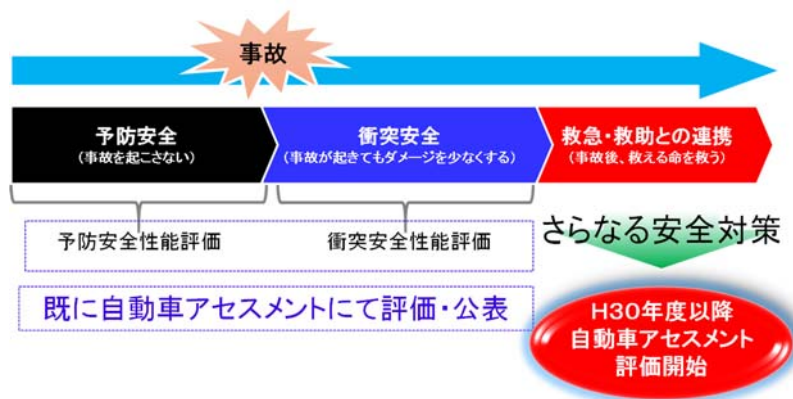 事故
予防安全
(事故を起こさない)
衝突安全
(事故が起きてもダメージを少なくする)
救急・救助との連携
(事故後、救える命を救う)
予防安全性能評価
衝突安全性能評価
さらなる安全対策
既に自動車アセスメントにて評価・公表
H30年度以降
自動車アセスメント
評価開始